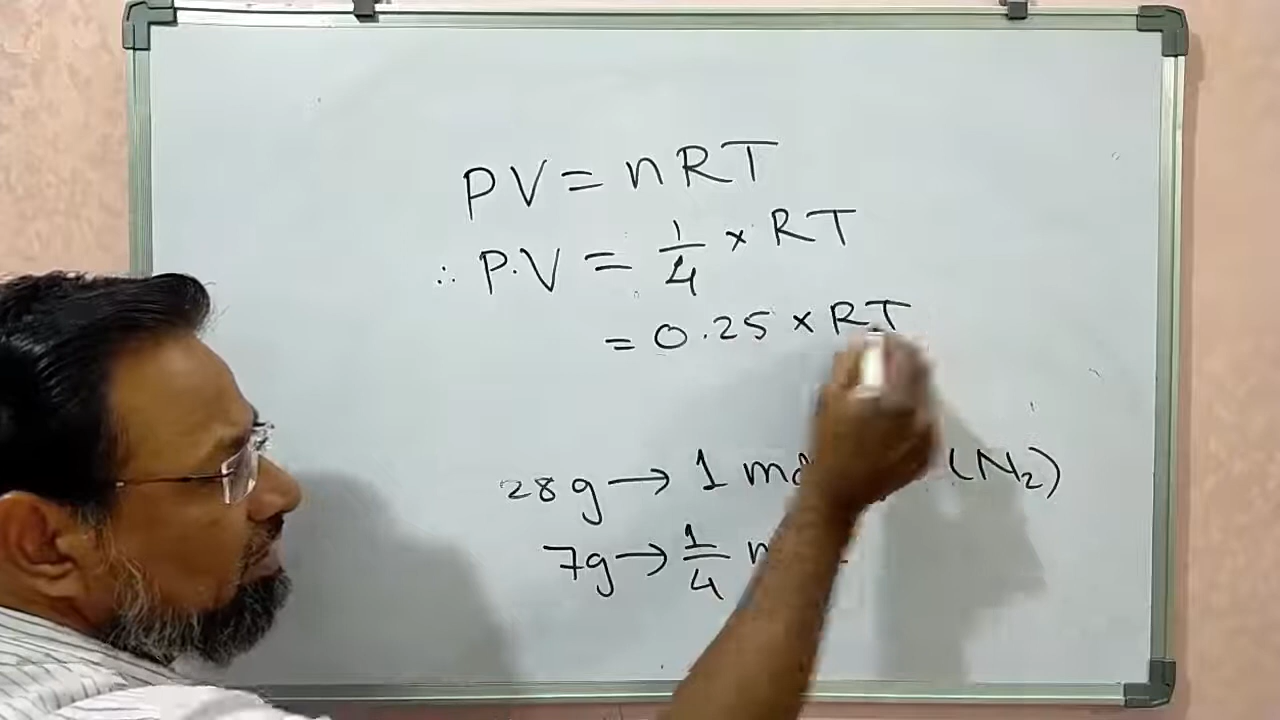 PV = nRT
∴ P.V = 1/4 × RT
= 0.25 × RT
28g → 1 (N₂)
7g → 1/4